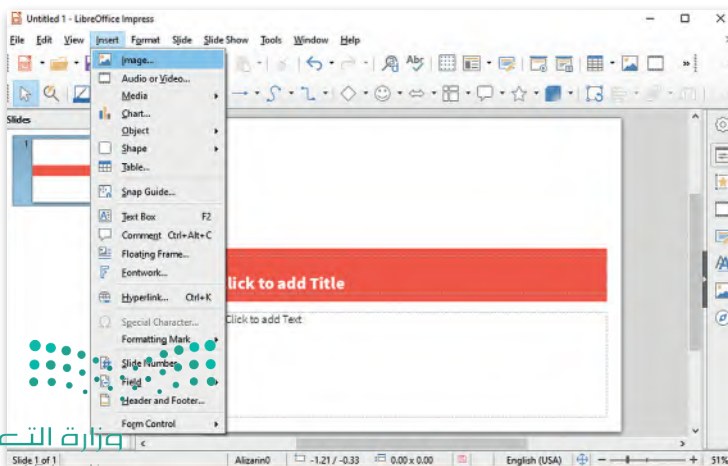 Untitled 1 - LibreOffice Impress
File Edit View Insert Format Slide Slide Show Tools Window Help
Image...
Audio or Video...
Media
Chart...
Object
Shape
Table...
Snap Guide...
Text Box F2
Comment Ctrl+Alt+C
Floating Frame...
Fontwork...
Hyperlink... Ctrl+K
Special Character...
Formatting Mark
Slide Number
Field
Header and Footer...
Form Control
Slides
1
lick to add Title
Click to add Text
وزارة التع
Slide 1 of 1 Alizarin0 -1.21 / -0.33 0.00 x 0.00 English (USA) 51%